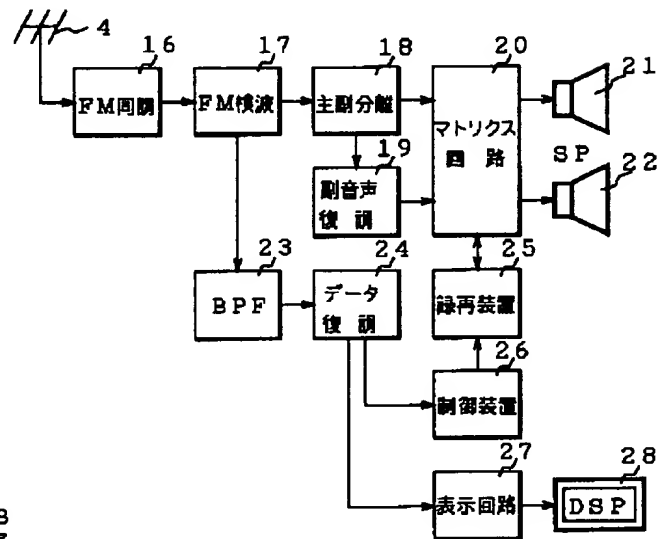 4
16
17
18
20
21
FM同調
FM検波
主副分離
マトリクス
回路
19
副音声
復調
SP
22
23
24
25
BPF
データ
復調
録再装置
26
制御装置
27
28
表示回路
DSP